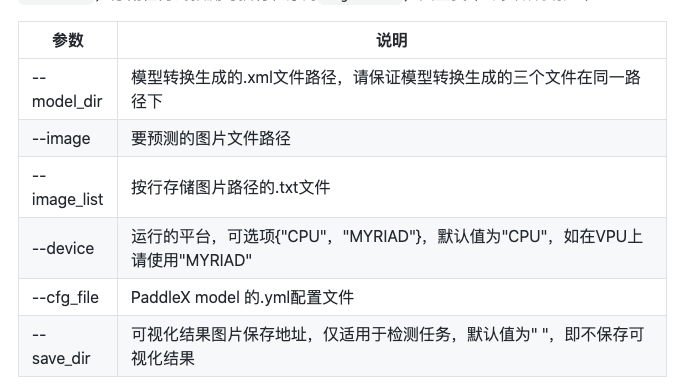 参数 说明
-- 模型转换生成的.xml文件路径，请保证模型转换生成的三个文件在同一路
model_dir 径下
--image 要预测的图片文件路径
--
image_list 按行存储图片路径的.txt文件
--device 运行的平台，可选项{"CPU"，"MYRIAD"}，默认值为"CPU"，如在VPU上
请使用"MYRIAD"
--cfg_file PaddleX model 的.yml配置文件
-- 可视化结果图片保存地址，仅适用于检测任务，默认值为" "，即不保存可
save_dir 视化结果